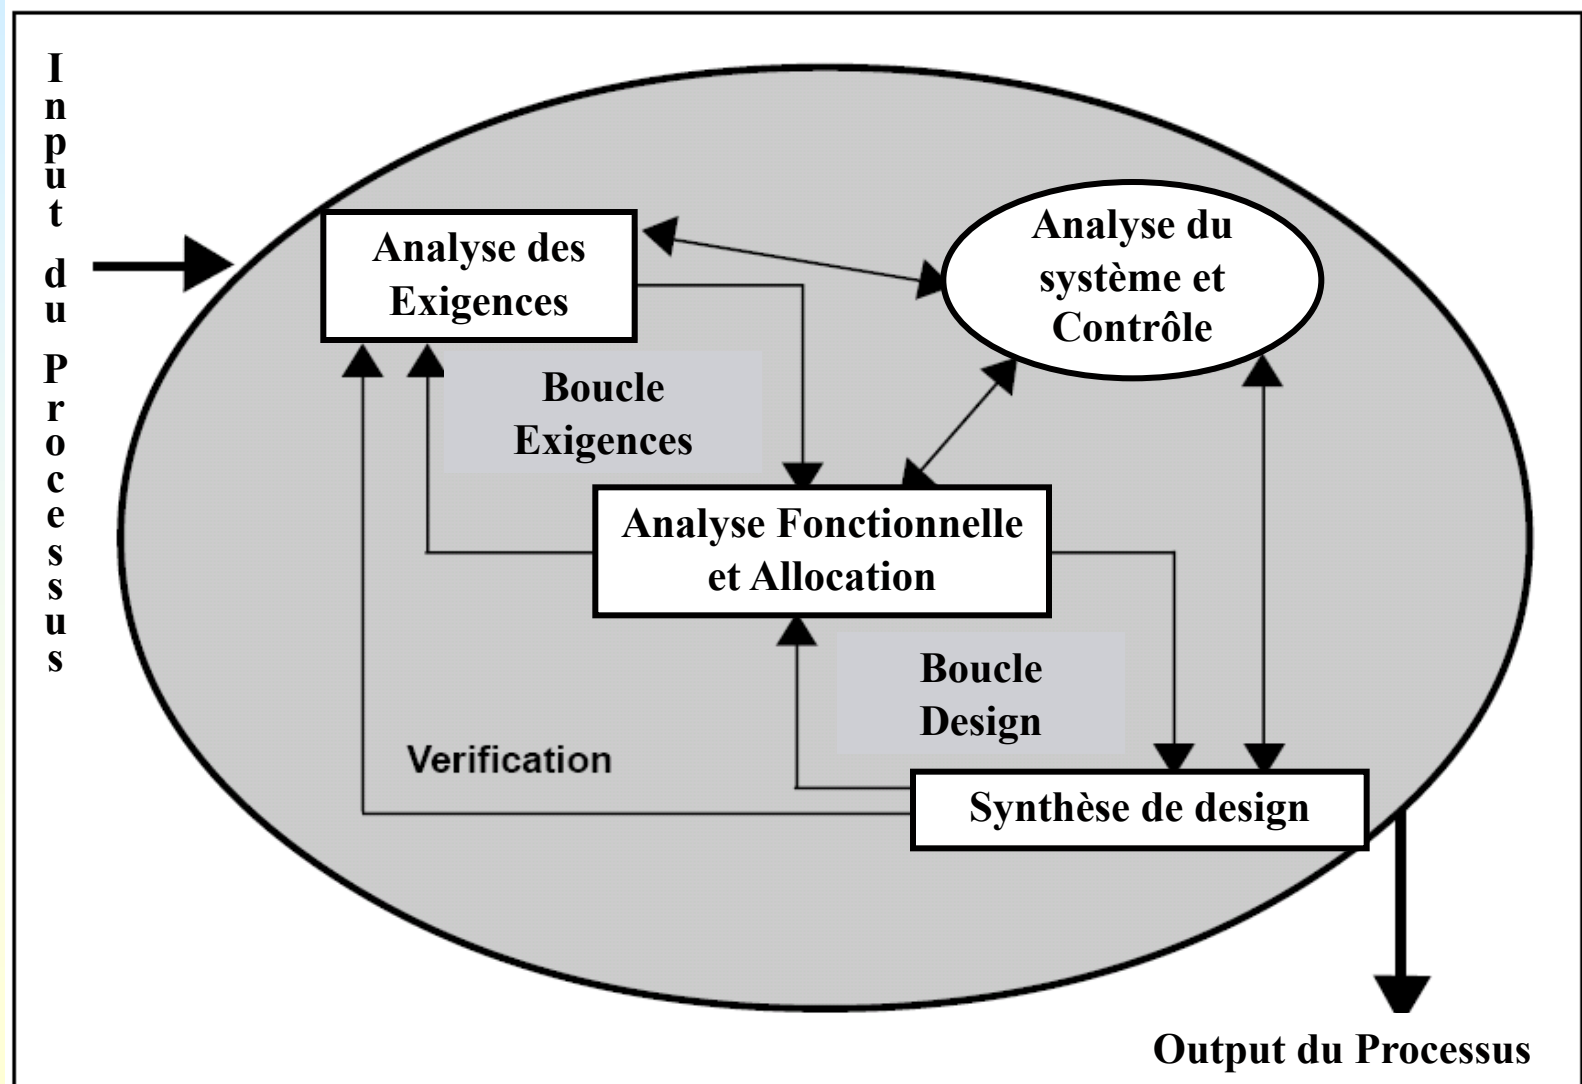 Input du Processus
Analyse des
Exigences
Analyse du
système et
Contrôle
Boucle
Exigences
Analyse Fonctionnelle
et Allocation
Boucle
Design
Verification
Synthèse de design
Output du Processus